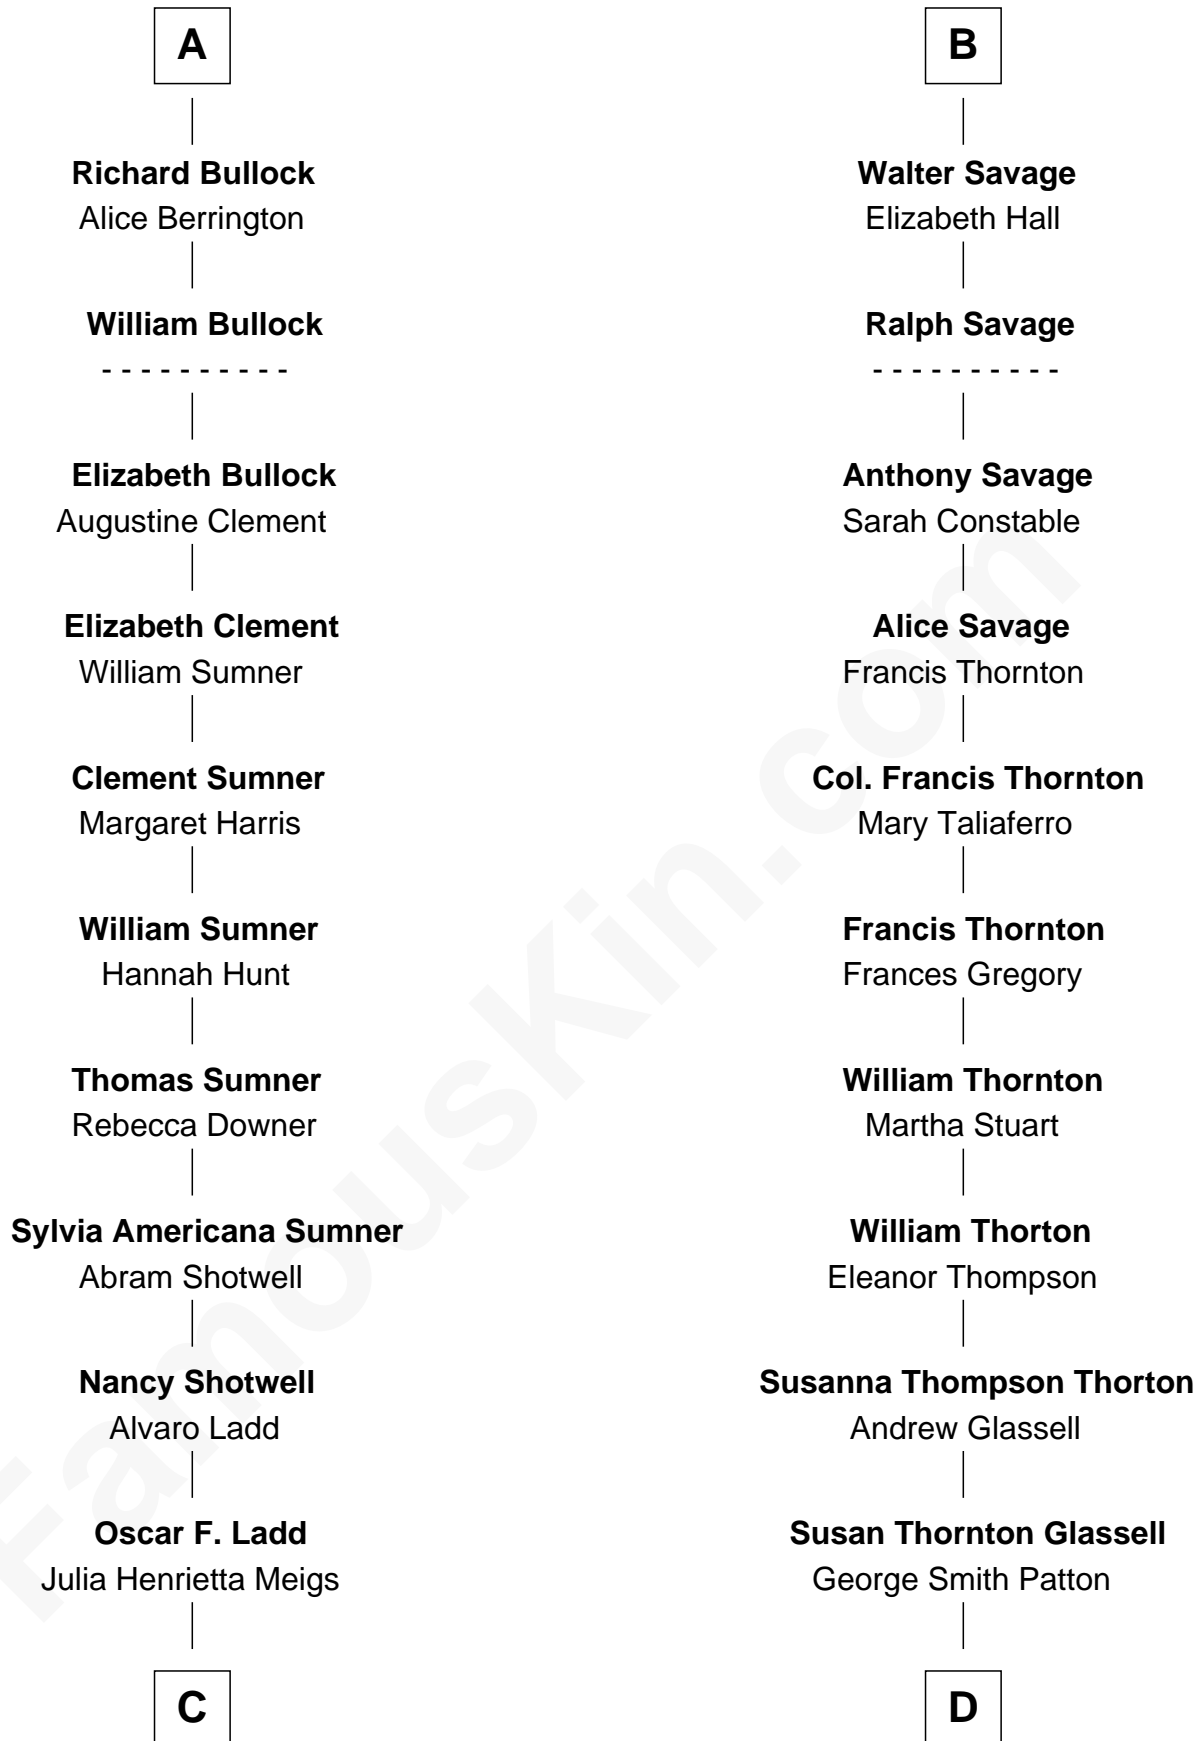 A
Richard Bullock
Alice Berrington
William Bullock
- - - - - - - - - -
Elizabeth Bullock
Augustine Clement
Elizabeth Clement
William Sumner
Clement Sumner
Margaret Harris
William Sumner
Hannah Hunt
Thomas Sumner
Rebecca Downer
Sylvia Americana Sumner
Abram Shotwell
Nancy Shotwell
Alvaro Ladd
Oscar F. Ladd
Julia Henrietta Meigs
C
B
Walter Savage
Elizabeth Hall
Ralph Savage
- - - - - - - - - -
Anthony Savage
Sarah Constable
Alice Savage
Francis Thornton
Col. Francis Thornton
Mary Taliaferro
Francis Thornton
Frances Gregory
William Thornton
Martha Stuart
William Thorton
Eleanor Thompson
Susanna Thompson Thorton
Andrew Glassell
Susan Thornton Glassell
George Smith Patton
D
FamousKin.com